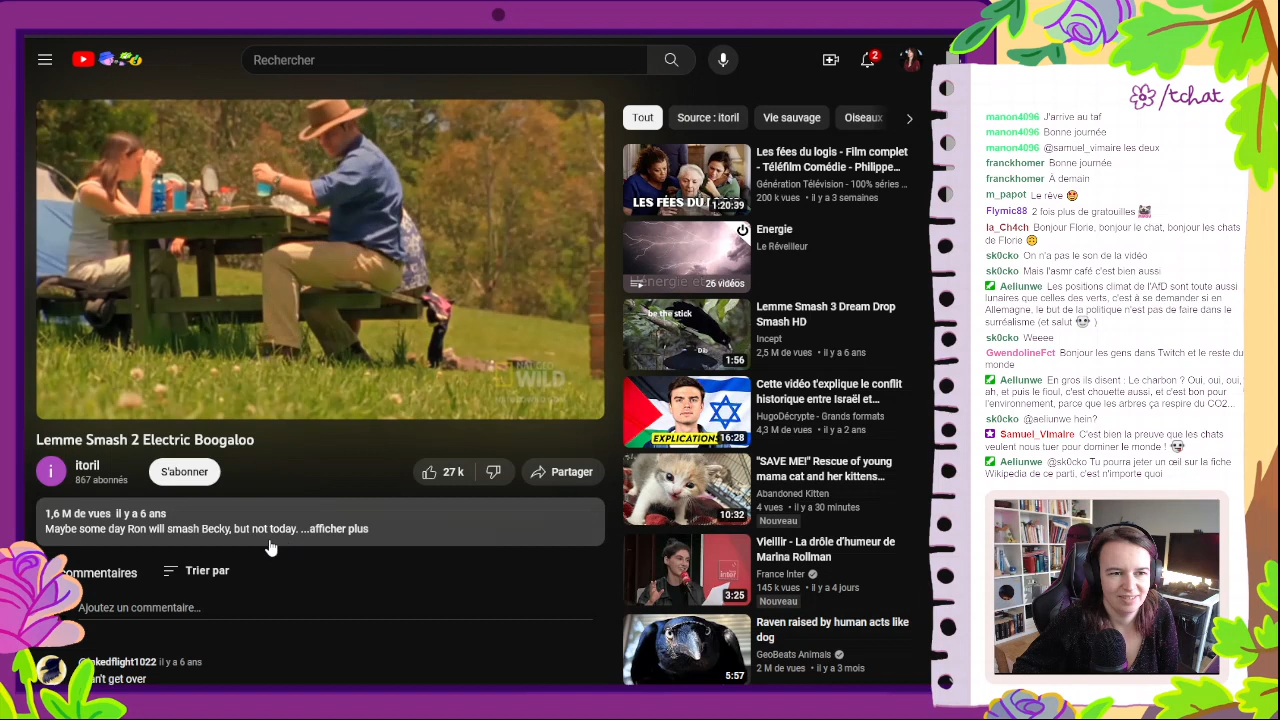 Rechercher
2
Tout
Source : itoril
Vie sauvage
Oiseaux
Les fées du logis - Film complet
- Téléfilm Comédie - Philippe…
Génération Télévision - 100% séries ...
200 k vues • il y a 3 semaines
1:20:39
Energie
Le Réveilleur
26 vidéos
Lemme Smash 3 Dream Drop
Smash HD
Incept
2,5 M de vues • il y a 6 ans
be the stick
1:56
Cette vidéo t'explique le conflit
historique entre Israël et…
HugoDécrypte - Grands formats
4,3 M de vues • il y a 2 ans
16:28
"SAVE ME!" Rescue of young
mama cat and her kittens…
Abandoned Kitten
4 vues • il y a 30 minutes
Nouveau
10:32
Vieillir - La drôle d'humeur de
Marina Rollman
France Inter
145 k vues • il y a 4 jours
Nouveau
3:25
Raven raised by human acts like
dog
GeoBeats Animals
2 M de vues • il y a 3 mois
5:57
Lemme Smash 2 Electric Boogaloo
i
itoril
867 abonnés
S'abonner
27 k
Partager
1,6 M de vues il y a 6 ans
Maybe some day Ron will smash Becky, but not today. ...afficher plus
ommentaires
Trier par
Ajoutez un commentaire…
kedflight1022 il y a 6 ans
n't get over
/tchat
manon4096 J'arrive au taf
manon4096 Bonne journée
manon4096 @samuel_vimaire les deux
franckhomer Bonne journée
franckhomer À demain
m_papot Le rêve
Flymic88 2 fois plus de gratouilles
la_Ch4ch Bonjour Florie, bonjour le chat, bonjour les chats
de Florie
sk0cko On n'a pas le son de la vidéo
sk0cko Mais l'asmr café c'est bien aussi
Aeliunwe Les positions climat de l'AfD sont toute aussi
lunaires que celles des verts, c'est à se demander si en
Allemagne, le but de la politique n'est pas de faire dans le
surréalisme (et salut )
sk0cko Weeee
GwendolineFct Bonjour les gens dans Twitch et le reste du
monde
Aeliunwe En gros ils disent : Le charbon ? Oui, oui, oui,
ah, et puis le fioul, c'est chouette aussi, et c'est bon pour
l'environnement, parce que les arbres ça respire du CO2...
sk0cko @aeliunwe hein?
Samuel_Vimaire C'est bien la preuve que les chats
veulent nous tuer pour dominer le monde !
Aeliunwe @sk0cko Tu pourra jeter un œil sur la fiche
Wikipedia de ce parti, c'est n'importe quoi